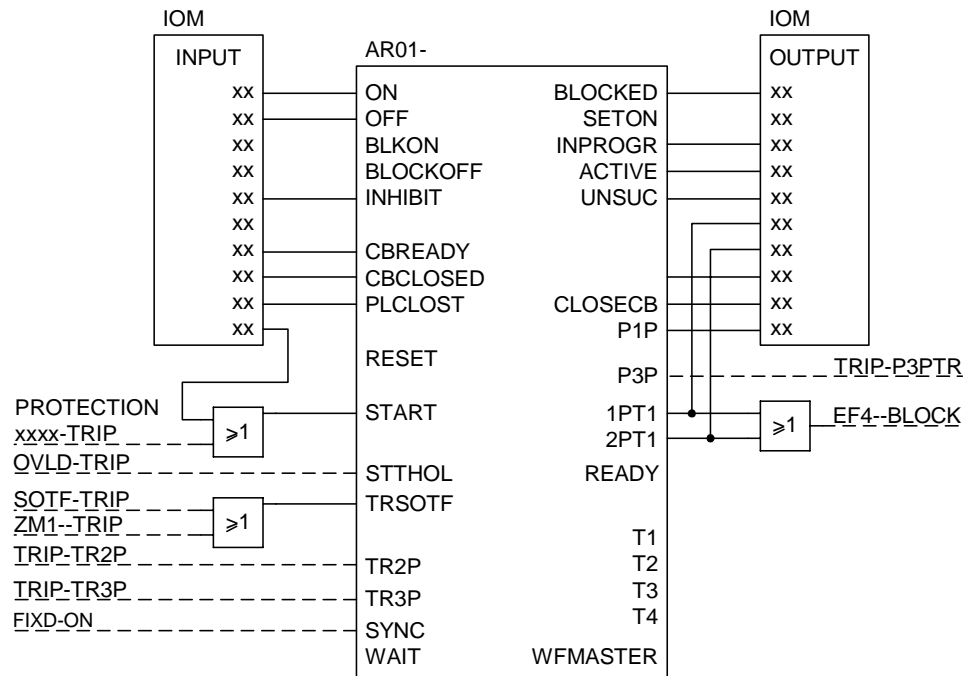 IOM
INPUT
xx
xx
xx
xx
xx
xx
xx
xx
xx
xx
PROTECTION
xxxx-TRIP
OVLD-TRIP
SOTF-TRIP
ZM1--TRIP
TRIP-TR2P
TRIP-TR3P
FIXD-ON
⩾1
⩾1
AR01-
ON
OFF
BLKON
BLOCKOFF
INHIBIT
CBREADY
CBCLOSED
PLCLOST
RESET
START
STTHOL
TRSOTF
TR2P
TR3P
SYNC
WAIT
BLOCKED
SETON
INPROGR
ACTIVE
UNSUC
CLOSECB
P1P
P3P
1PT1
2PT1
READY
T1
T2
T3
T4
WFMASTER
IOM
OUTPUT
xx
xx
xx
xx
xx
xx
xx
xx
xx
xx
TRIP-P3PTR
⩾1
EF4--BLOCK